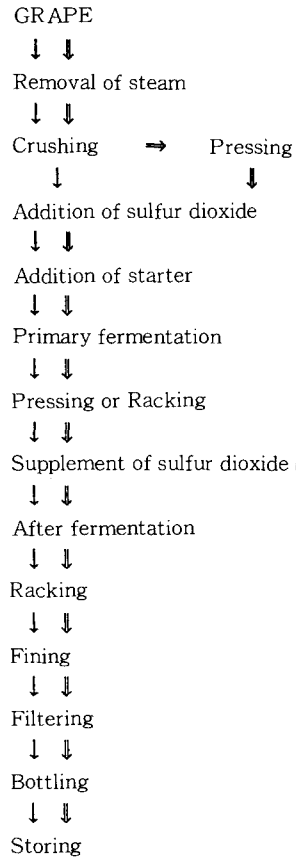 GRAPE
↓ ⇓
Removal of steam
↓ ⇓
Crushing ⇒ Pressing
↓ ⇓
Addition of sulfur dioxide
↓ ⇓
Addition of starter
↓ ⇓
Primary fermentation
↓ ⇓
Pressing or Racking
↓ ⇓
Supplement of sulfur dioxide
↓ ⇓
After fermentation
↓ ⇓
Racking
↓ ⇓
Fining
↓ ⇓
Filtering
↓ ⇓
Bottling
↓ ⇓
Storing